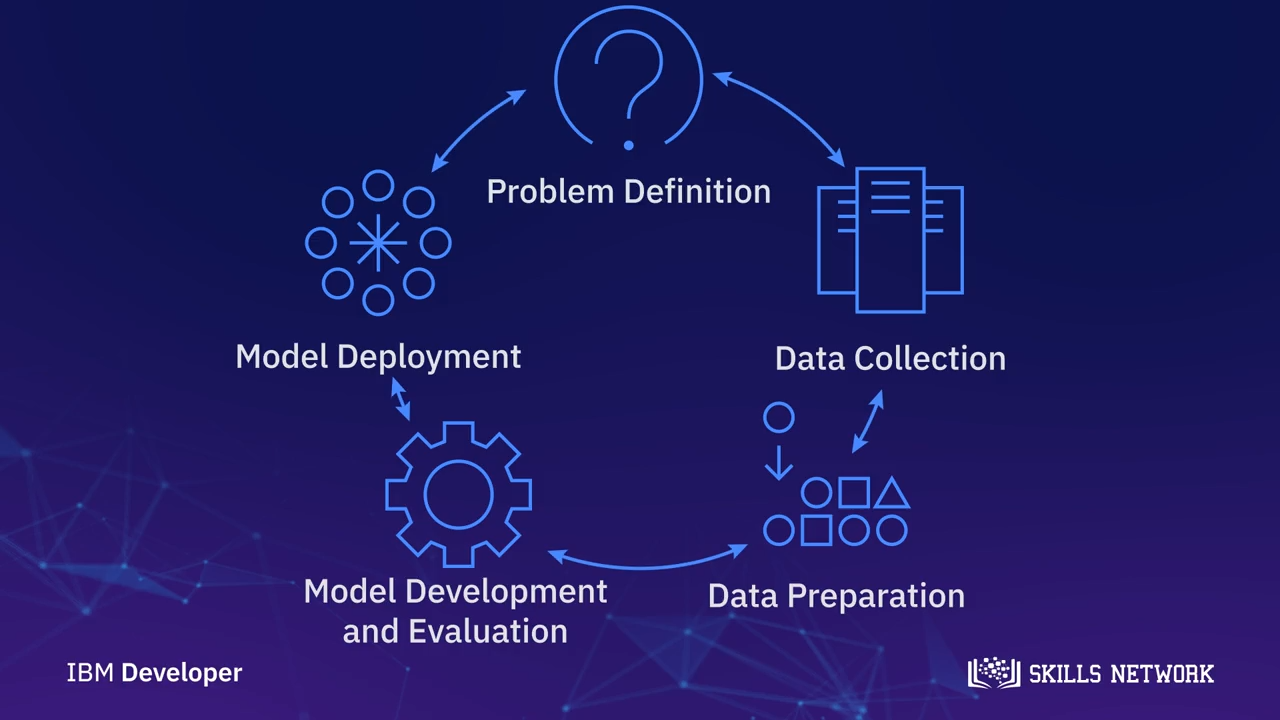 Problem Definition
Model Deployment
Data Collection
Model Development
and Evaluation
Data Preparation
IBM Developer
SKILLS NETWORK